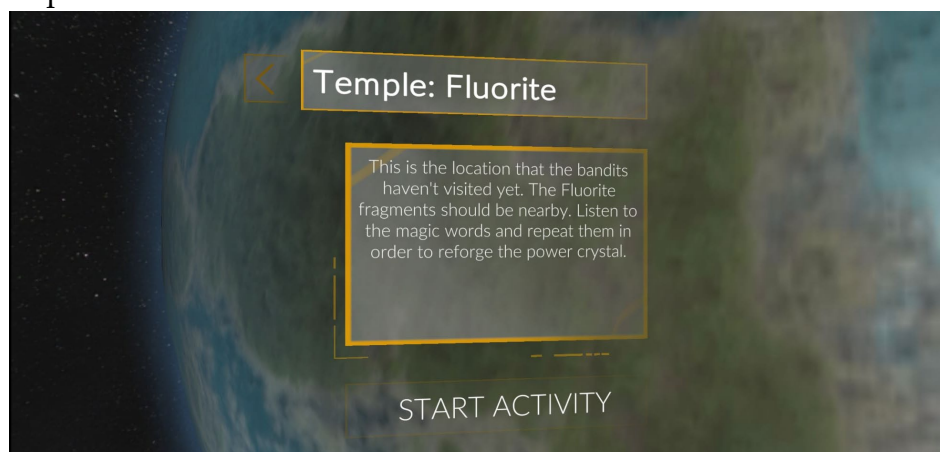 Temple: Fluorite
This is the location that the bandits
haven't visited yet. The Fluorite
fragments should be nearby. Listen to
the magic words and repeat them in
order to reforge the power crystal.
START ACTIVITY